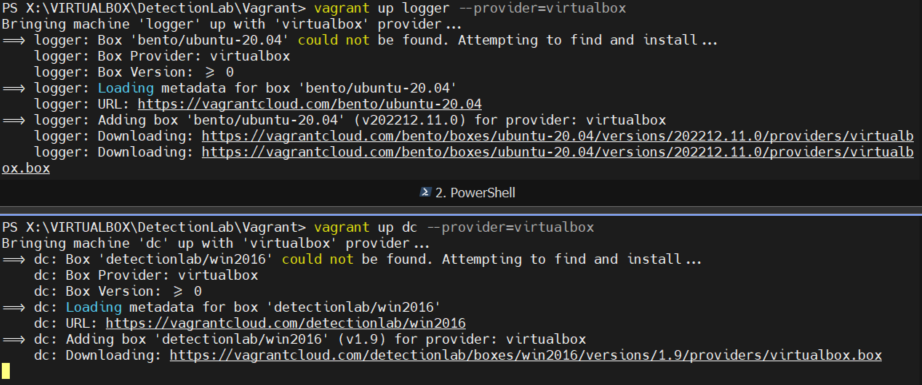 PS X:\VIRTUALBOX\DetectionLab\Vagrant> vagrant up logger --provider=virtualbox
Bringing machine 'logger' up with 'virtualbox' provider...
==> logger: Box 'bento/ubuntu-20.04' could not be found. Attempting to find and install...
logger: Box Provider: virtualbox
logger: Box Version: >= 0
==> logger: Loading metadata for box 'bento/ubuntu-20.04'
logger: URL: https://vagrantcloud.com/bento/ubuntu-20.04
==> logger: Adding box 'bento/ubuntu-20.04' (v202212.11.0) for provider: virtualbox
logger: Downloading: https://vagrantcloud.com/bento/boxes/ubuntu-20.04/versions/202212.11.0/providers/virtualb
logger: Downloading: https://vagrantcloud.com/bento/boxes/ubuntu-20.04/versions/202212.11.0/providers/virtualb
ox.box
2. PowerShell
PS X:\VIRTUALBOX\DetectionLab\Vagrant> vagrant up dc --provider=virtualbox
Bringing machine 'dc' up with 'virtualbox' provider...
==> dc: Box 'detectionlab/win2016' could not be found. Attempting to find and install...
dc: Box Provider: virtualbox
dc: Box Version: >= 0
==> dc: Loading metadata for box 'detectionlab/win2016'
dc: URL: https://vagrantcloud.com/detectionlab/win2016
==> dc: Adding box 'detectionlab/win2016' (v1.9) for provider: virtualbox
dc: Downloading: https://vagrantcloud.com/detectionlab/boxes/win2016/versions/1.9/providers/virtualbox.box